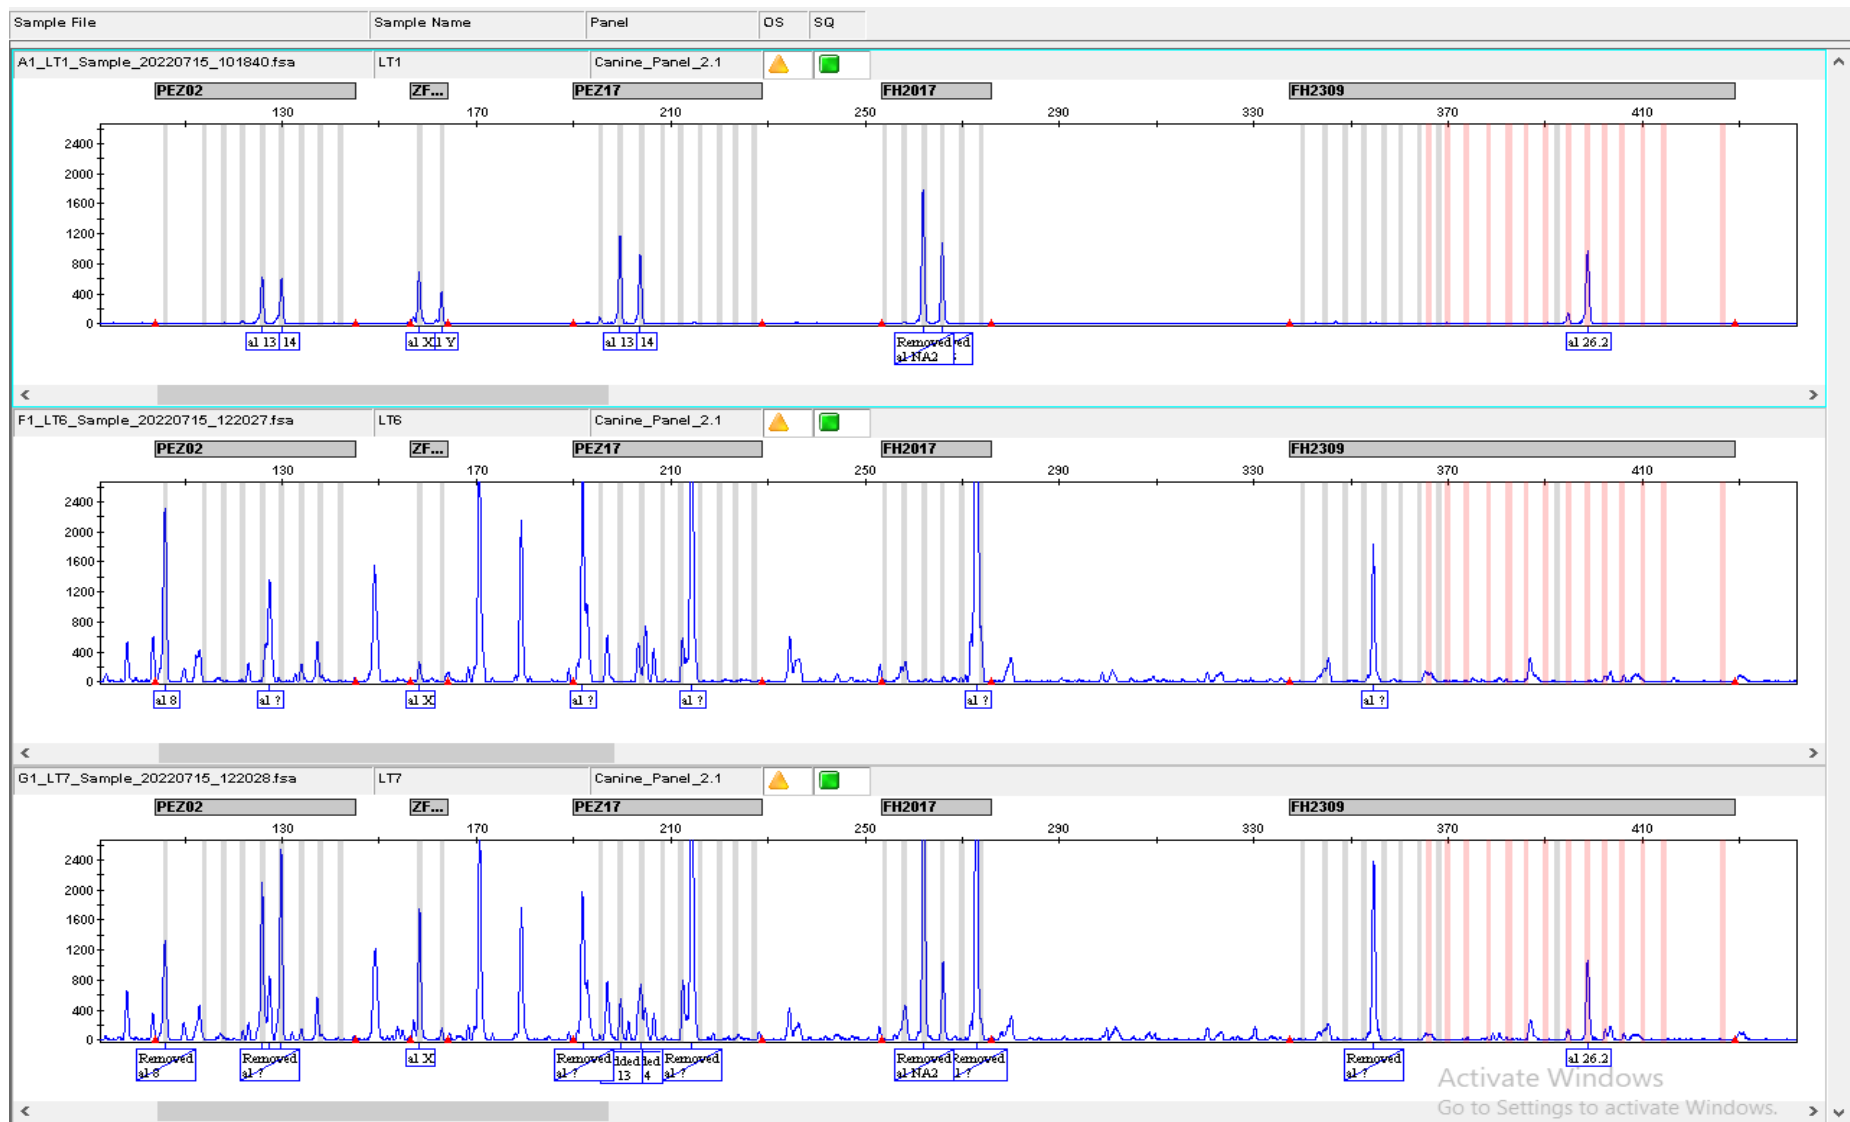 Sample File Sample Name Panel OS SQ
A1_LT1_Sample_20220715_101840.fsa LT1 Canine_Panel_2.1
PEZ02 ZF... PEZ17 FH2017 FH2309
130 170 210 250 290 330 370 410
2400
2000
1600
1200
800
400
0
al 13 14 al X 1 Y al 13 14 Removed ed al 26.2
al NA2
F1_LT6_Sample_20220715_122027.fsa LT6 Canine_Panel_2.1
PEZ02 ZF... PEZ17 FH2017 FH2309
130 170 210 250 290 330 370 410
2400
2000
1600
1200
800
400
0
al 8 al ? al X al ? al ? al ? al ?
G1_LT7_Sample_20220715_122028.fsa LT7 Canine_Panel_2.1
PEZ02 ZF... PEZ17 FH2017 FH2309
130 170 210 250 290 330 370 410
2400
2000
1600
1200
800
400
0
Removed Removed al X Removed dded led Removed Removed Removed Removed al 26.2
al 8 al ? al ? 13 4 al ? al NA2 1 ? al ?
Activate Windows
Go to Settings to activate Windows.